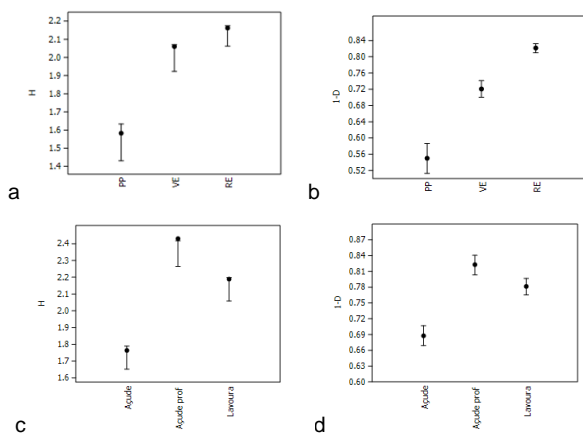 2.2
2.1
2.0
1.9
1.8
1.7
1.6
1.5
1.4
H
PP
VE
RE
a
0.84
0.80
0.76
0.72
0.68
0.64
0.60
0.56
0.52
1-D
PP
VE
RE
b
2.4
2.3
2.2
2.1
2.0
1.9
1.8
1.7
1.6
H
Açude
Açude prof
Lavoura
c
0.87
0.84
0.81
0.78
0.75
0.72
0.69
0.66
0.63
0.60
1-D
Açude
Açude prof
Lavoura
d